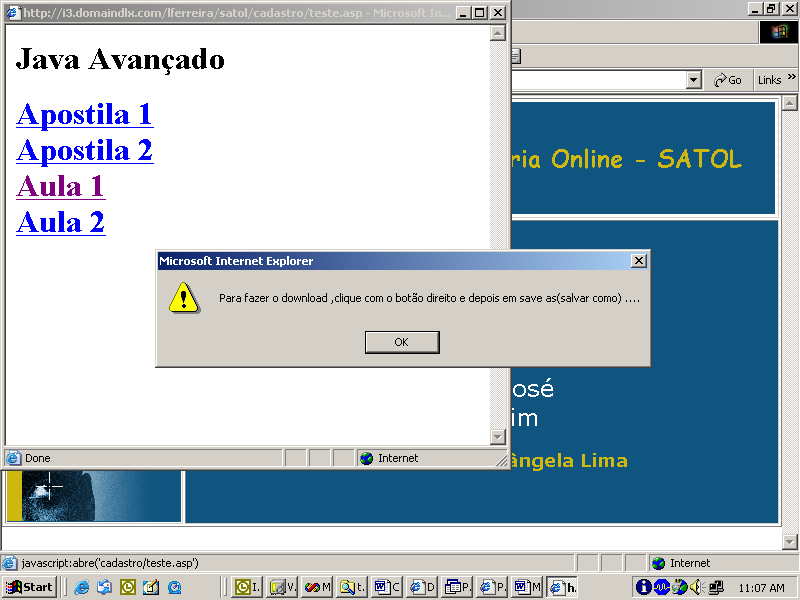 http://i3.domaindlx.com/lferreira/satol/cadastro/teste.asp - Microsoft In...
Java Avançado
Apostila 1
Apostila 2
Aula 1
Aula 2
Go
Links »
ria Online - SATOL
Microsoft Internet Explorer
Para fazer o download ,clique com o botão direito e depois em save as(salvar como) ....
OK
osé
im
ângela Lima
Done
Internet
javascript:abre('cadastro/teste.asp')
Internet
Start
I.
V.
M
t.
C
D
P.
P.
M
h.
11:07 AM